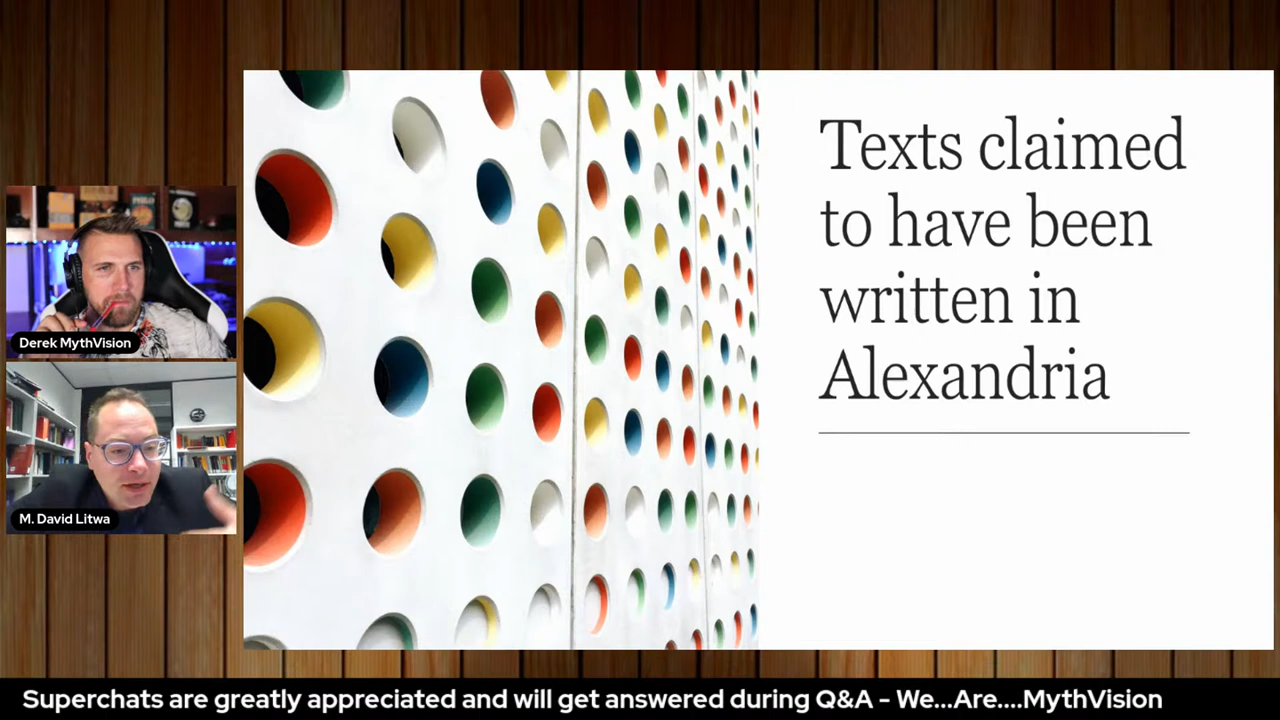 Texts claimed
to have been
written in
Alexandria
Derek MythVision
M. David Litwa
Superchats are greatly appreciated and will get answered during Q&A - We...Are....MythVision